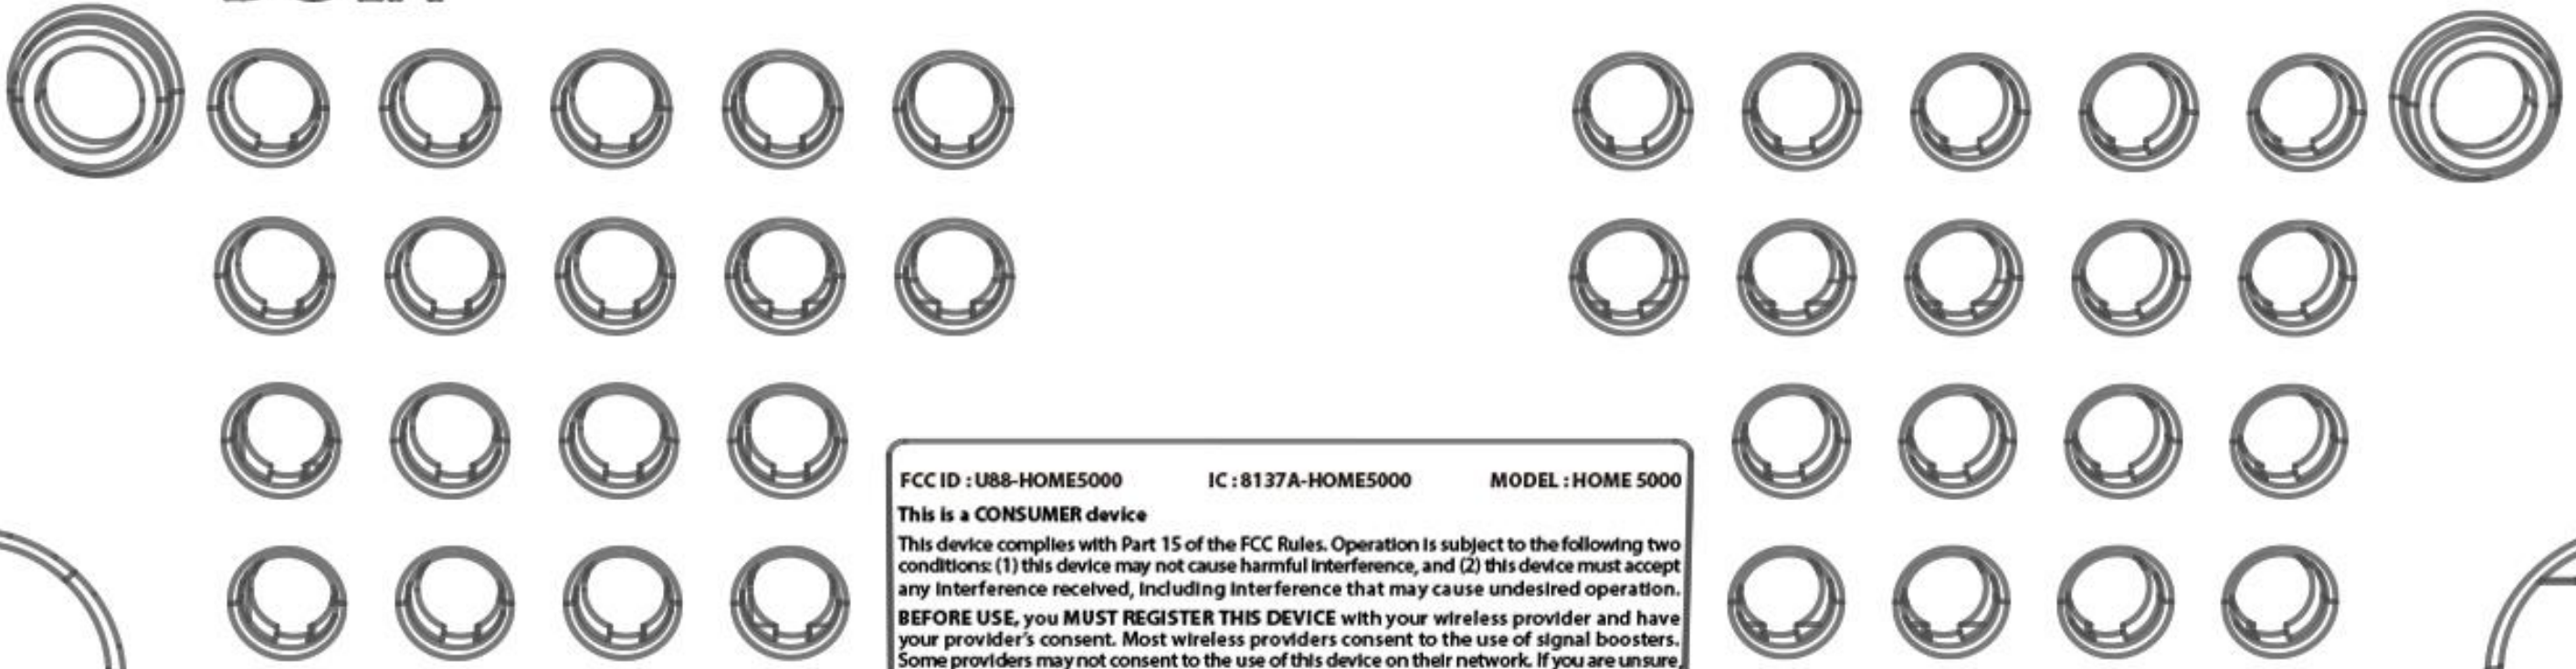 FCC ID : U88-HOME5000 IC : 8137A-HOME5000 MODEL : HOME 5000
This is a CONSUMER device
This device complies with Part 15 of the FCC Rules. Operation is subject to the following two
conditions: (1) this device may not cause harmful interference, and (2) this device must accept
any interference received, including interference that may cause undesired operation.
BEFORE USE, you MUST REGISTER THIS DEVICE with your wireless provider and have
your provider's consent. Most wireless providers consent to the use of signal boosters.
Some providers may not consent to the use of this device on their network. If you are unsure,